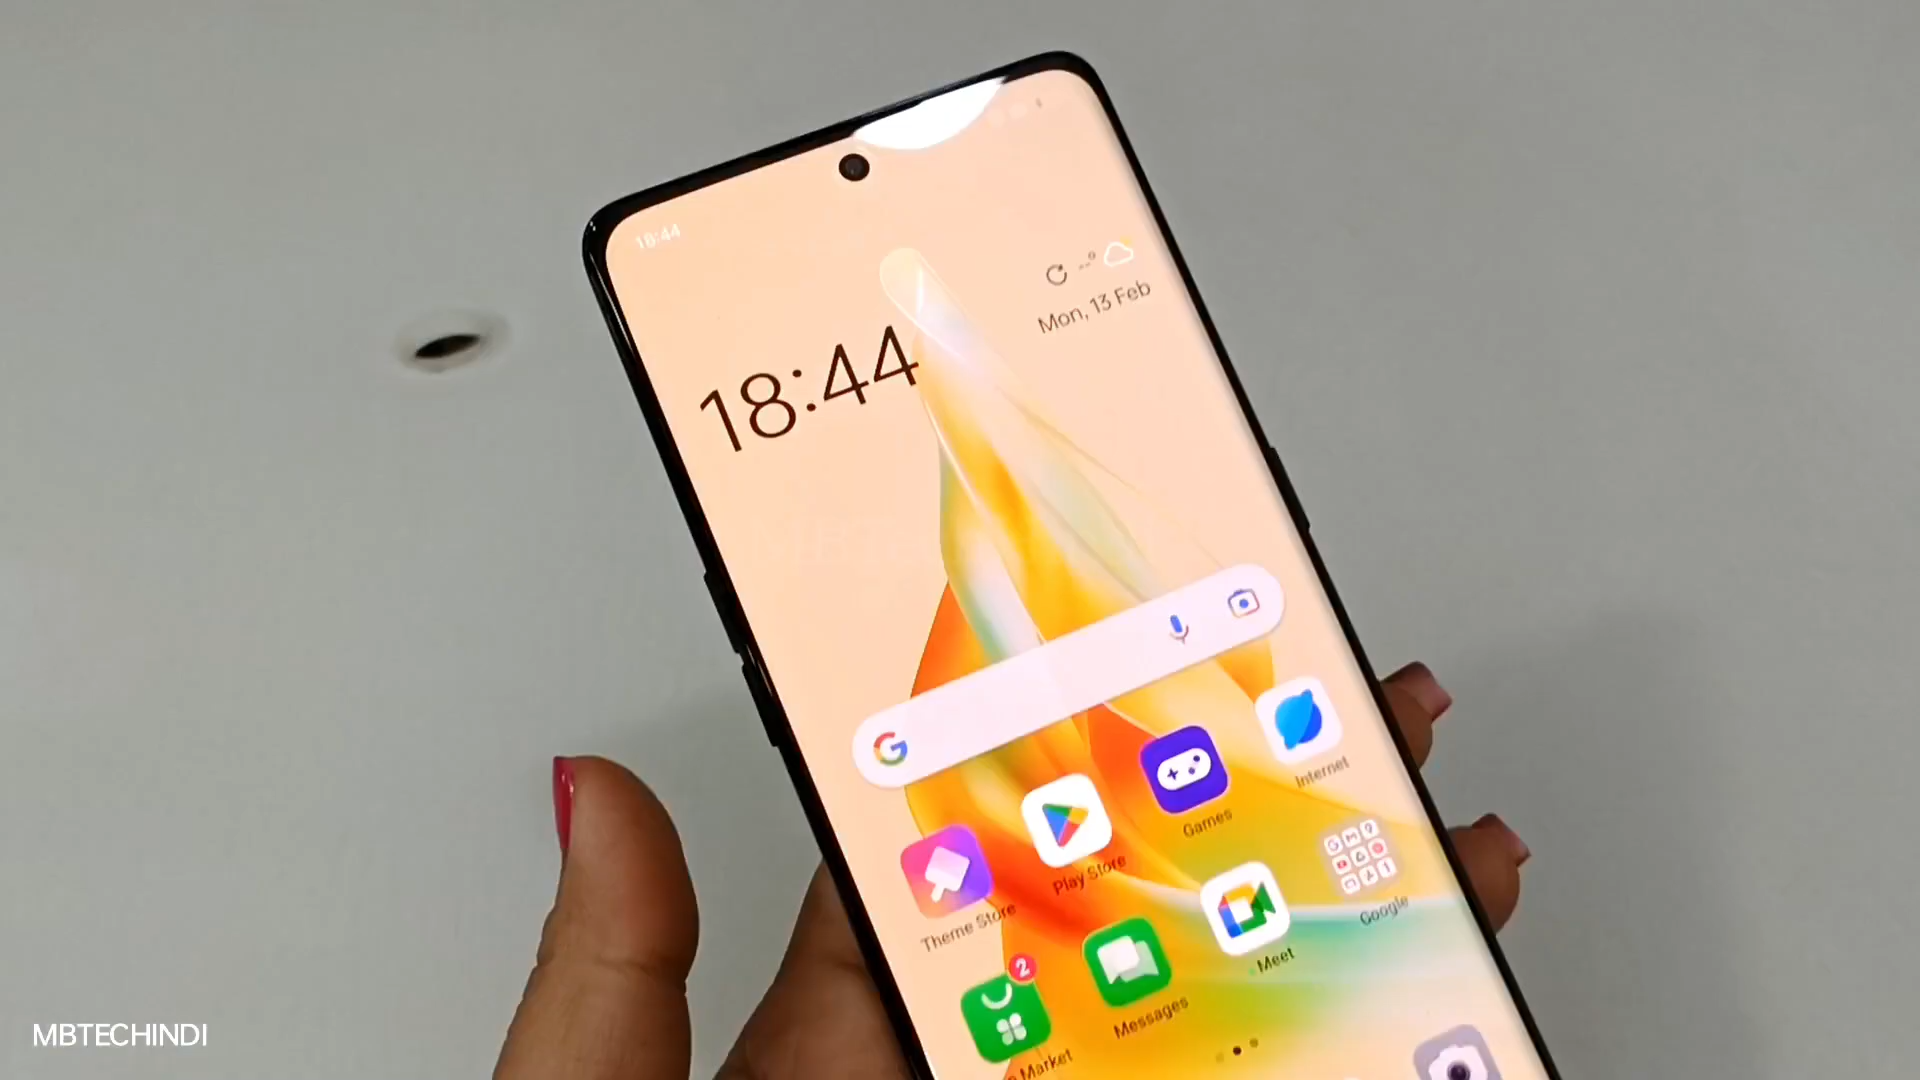 18:44
--°
Mon, 13 Feb
18:44
Internet
Games
Play Store
Theme Store
Google
Meet
Messages
2
Market
MBTECHINDI